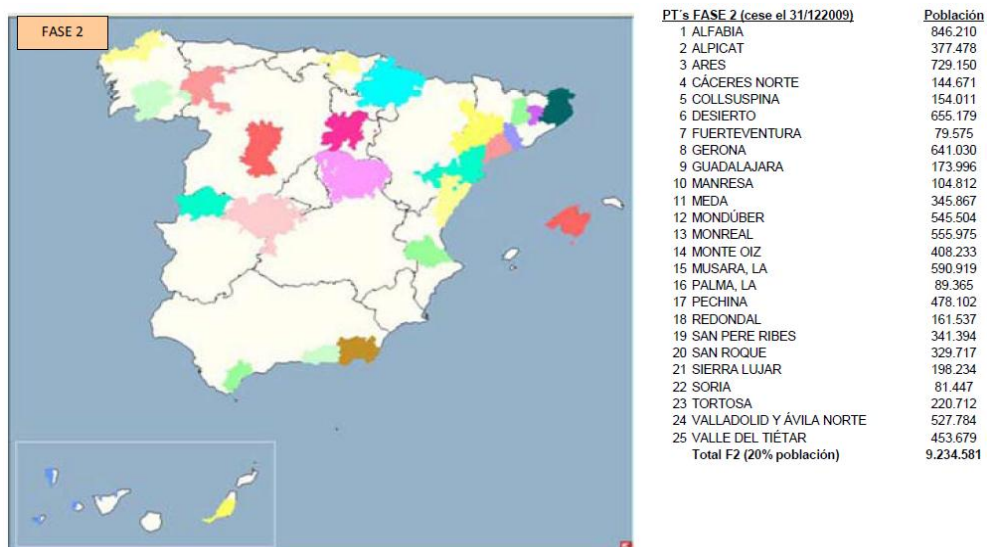 FASE 2
PT´s FASE 2 (cese el 31/122009) Población
1 ALFABIA 846.210
2 ALPICAT 377.478
3 ARES 729.150
4 CÁCERES NORTE 144.671
5 COLLSUSPINA 154.011
6 DESIERTO 655.179
7 FUERTEVENTURA 79.575
8 GERONA 641.030
9 GUADALAJARA 173.996
10 MANRESA 104.812
11 MEDA 345.867
12 MONDÚBER 545.504
13 MONREAL 555.975
14 MONTE OIZ 408.233
15 MUSARA, LA 590.919
16 PALMA, LA 89.365
17 PECHINA 478.102
18 REDONDAL 161.537
19 SAN PERE RIBES 341.394
20 SAN ROQUE 329.717
21 SIERRA LUJAR 198.234
22 SORIA 81.447
23 TORTOSA 220.712
24 VALLADOLID Y ÁVILA NORTE 527.784
25 VALLE DEL TIÉTAR 453.679
Total F2 (20% población) 9.234.581